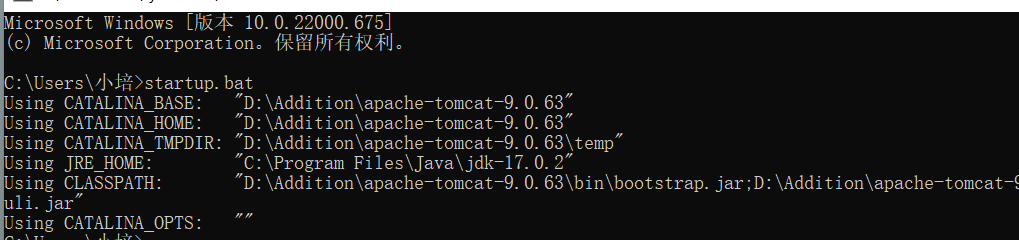 Microsoft Windows [版本 10.0.22000.675]
(c) Microsoft Corporation。保留所有权利。
C:\Users\小培>startup.bat
Using CATALINA_BASE:   "D:\Addition\apache-tomcat-9.0.63"
Using CATALINA_HOME:   "D:\Addition\apache-tomcat-9.0.63"
Using CATALINA_TMPDIR: "D:\Addition\apache-tomcat-9.0.63\temp"
Using JRE_HOME:        "C:\Program Files\Java\jdk-17.0.2"
Using CLASSPATH:       "D:\Addition\apache-tomcat-9.0.63\bin\bootstrap.jar;D:\Addition\apache-tomcat-9
uli.jar"
Using CATALINA_OPTS:   ""